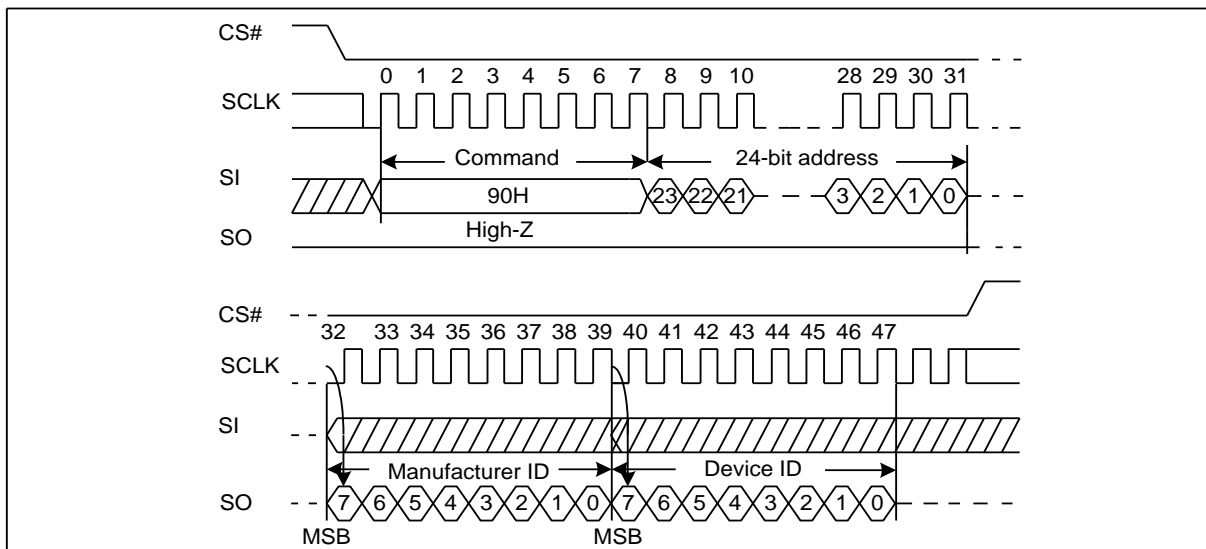 CS#
0 1 2 3 4 5 6 7 8 9 10 28 29 30 31
SCLK
Command 24-bit address
SI
90H 23 22 21 3 2 1 0
High-Z
SO
CS#
32 33 34 35 36 37 38 39 40 41 42 43 44 45 46 47
SCLK
SI
Manufacturer ID Device ID
SO 7 6 5 4 3 2 1 0 7 6 5 4 3 2 1 0
MSB MSB